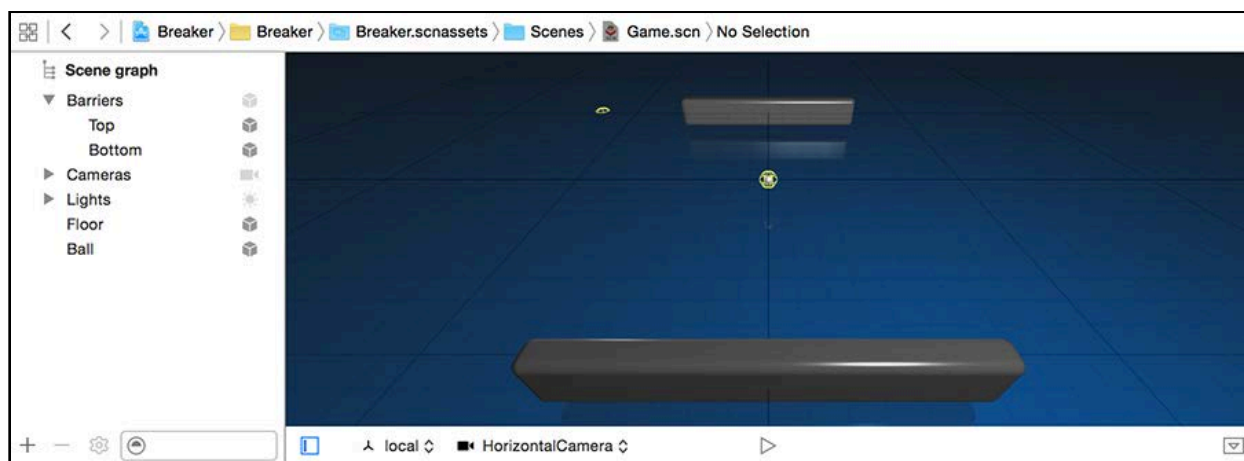 Breaker Breaker Breaker.scnassets Scenes Game.scn No Selection
Scene graph
Barriers
Top
Bottom
Cameras
Lights
Floor
Ball
local HorizontalCamera